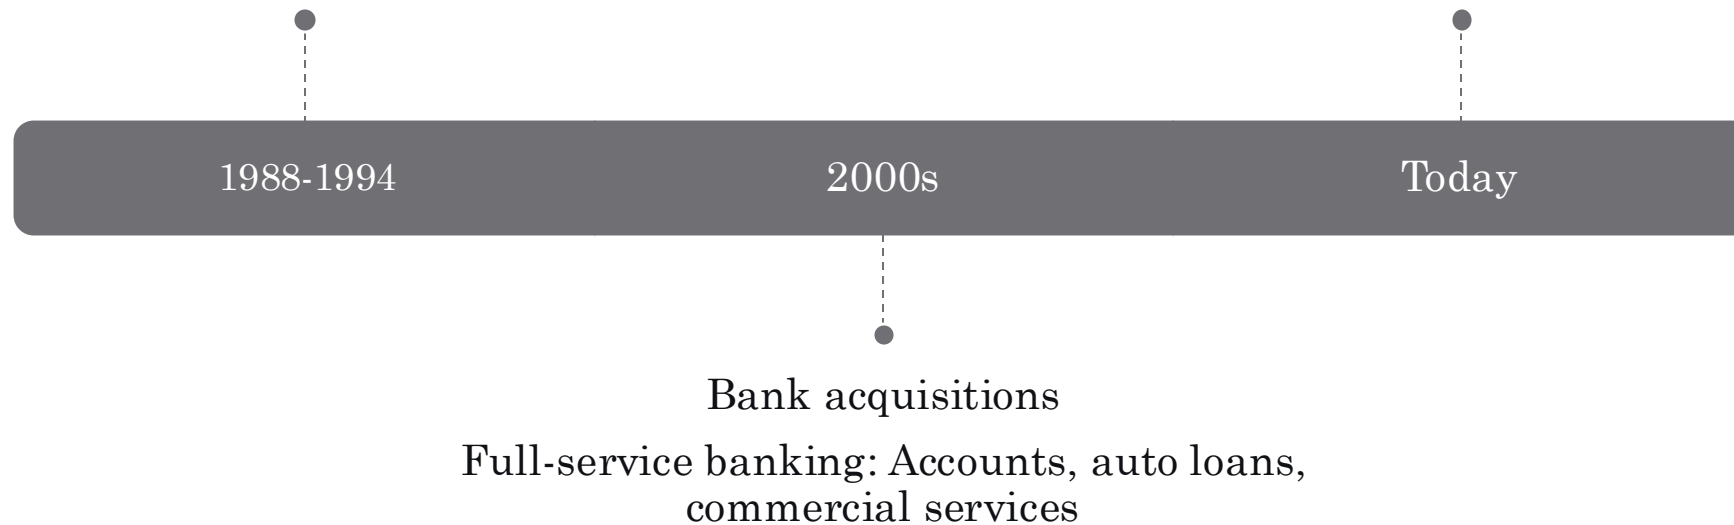 1988-1994
2000s
Today
Bank acquisitions
Full-service banking: Accounts, auto loans,
commercial services